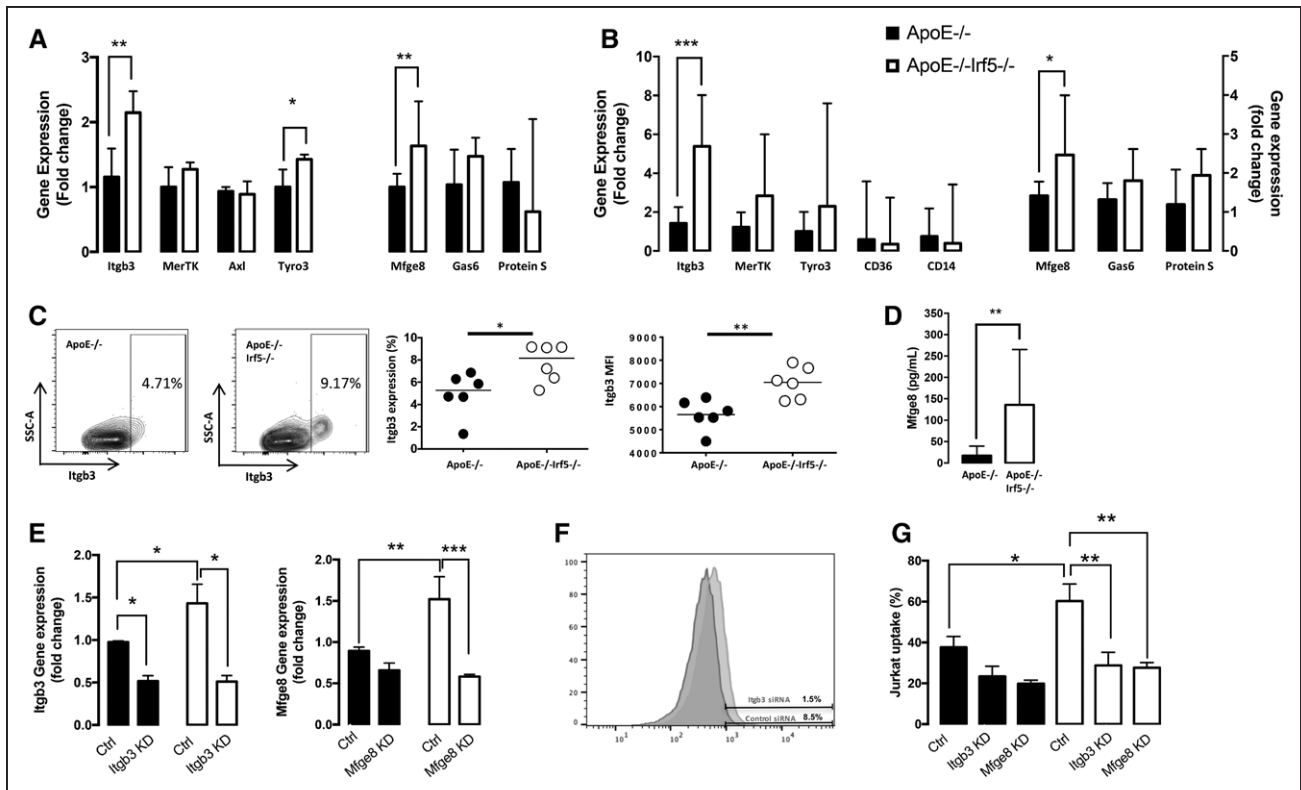 A
Gene Expression
(Fold change)
3
2
1
0
**
*
**
Itgb3 MerTK Axl Tyro3 Mfge8 Gas6 Protein S
B
Gene Expression
(Fold change)
10
8
6
4
2
0
***
*
ApoE-/-
ApoE-/-Irf5-/-
5
4
3
2
1
0
Gene expression
(fold change)
Itgb3 MerTK Tyro3 CD36 CD14 Mfge8 Gas6 Protein S
C
SSC-A
ApoE-/-
4.71%
Itgb3
SSC-A
ApoE-/-
Irf5-/-
9.17%
Itgb3
Itgb3 expression (%)
10
8
6
4
2
0
*
ApoE-/- ApoE-/-Irf5-/-
Itgb3 MFI
9000
8000
7000
6000
5000
4000
**
ApoE-/- ApoE-/-Irf5-/-
D
Mfge8 (pg/mL)
350
300
250
200
150
100
50
0
**
ApoE-/- ApoE-/-
Irf5-/-
E
Itgb3 Gene expression
(fold change)
2.0
1.5
1.0
0.5
0.0
*
*
*
Ctrl Itgb3 KD Ctrl Itgb3 KD
Mfge8 Gene expression
(fold change)
2.0
1.5
1.0
0.5
0.0
**
***
Ctrl Mfge8 KD Ctrl Mfge8 KD
F
100
80
60
40
20
0
Itgb3 siRNA 1.5%
Control siRNA 8.5%
10¹ 10² 10³ 10⁴
G
Jurkat uptake (%)
80
60
40
20
0
*
**
**
Ctrl Itgb3 KD Mfge8 KD Ctrl Itgb3 KD Mfge8 KD